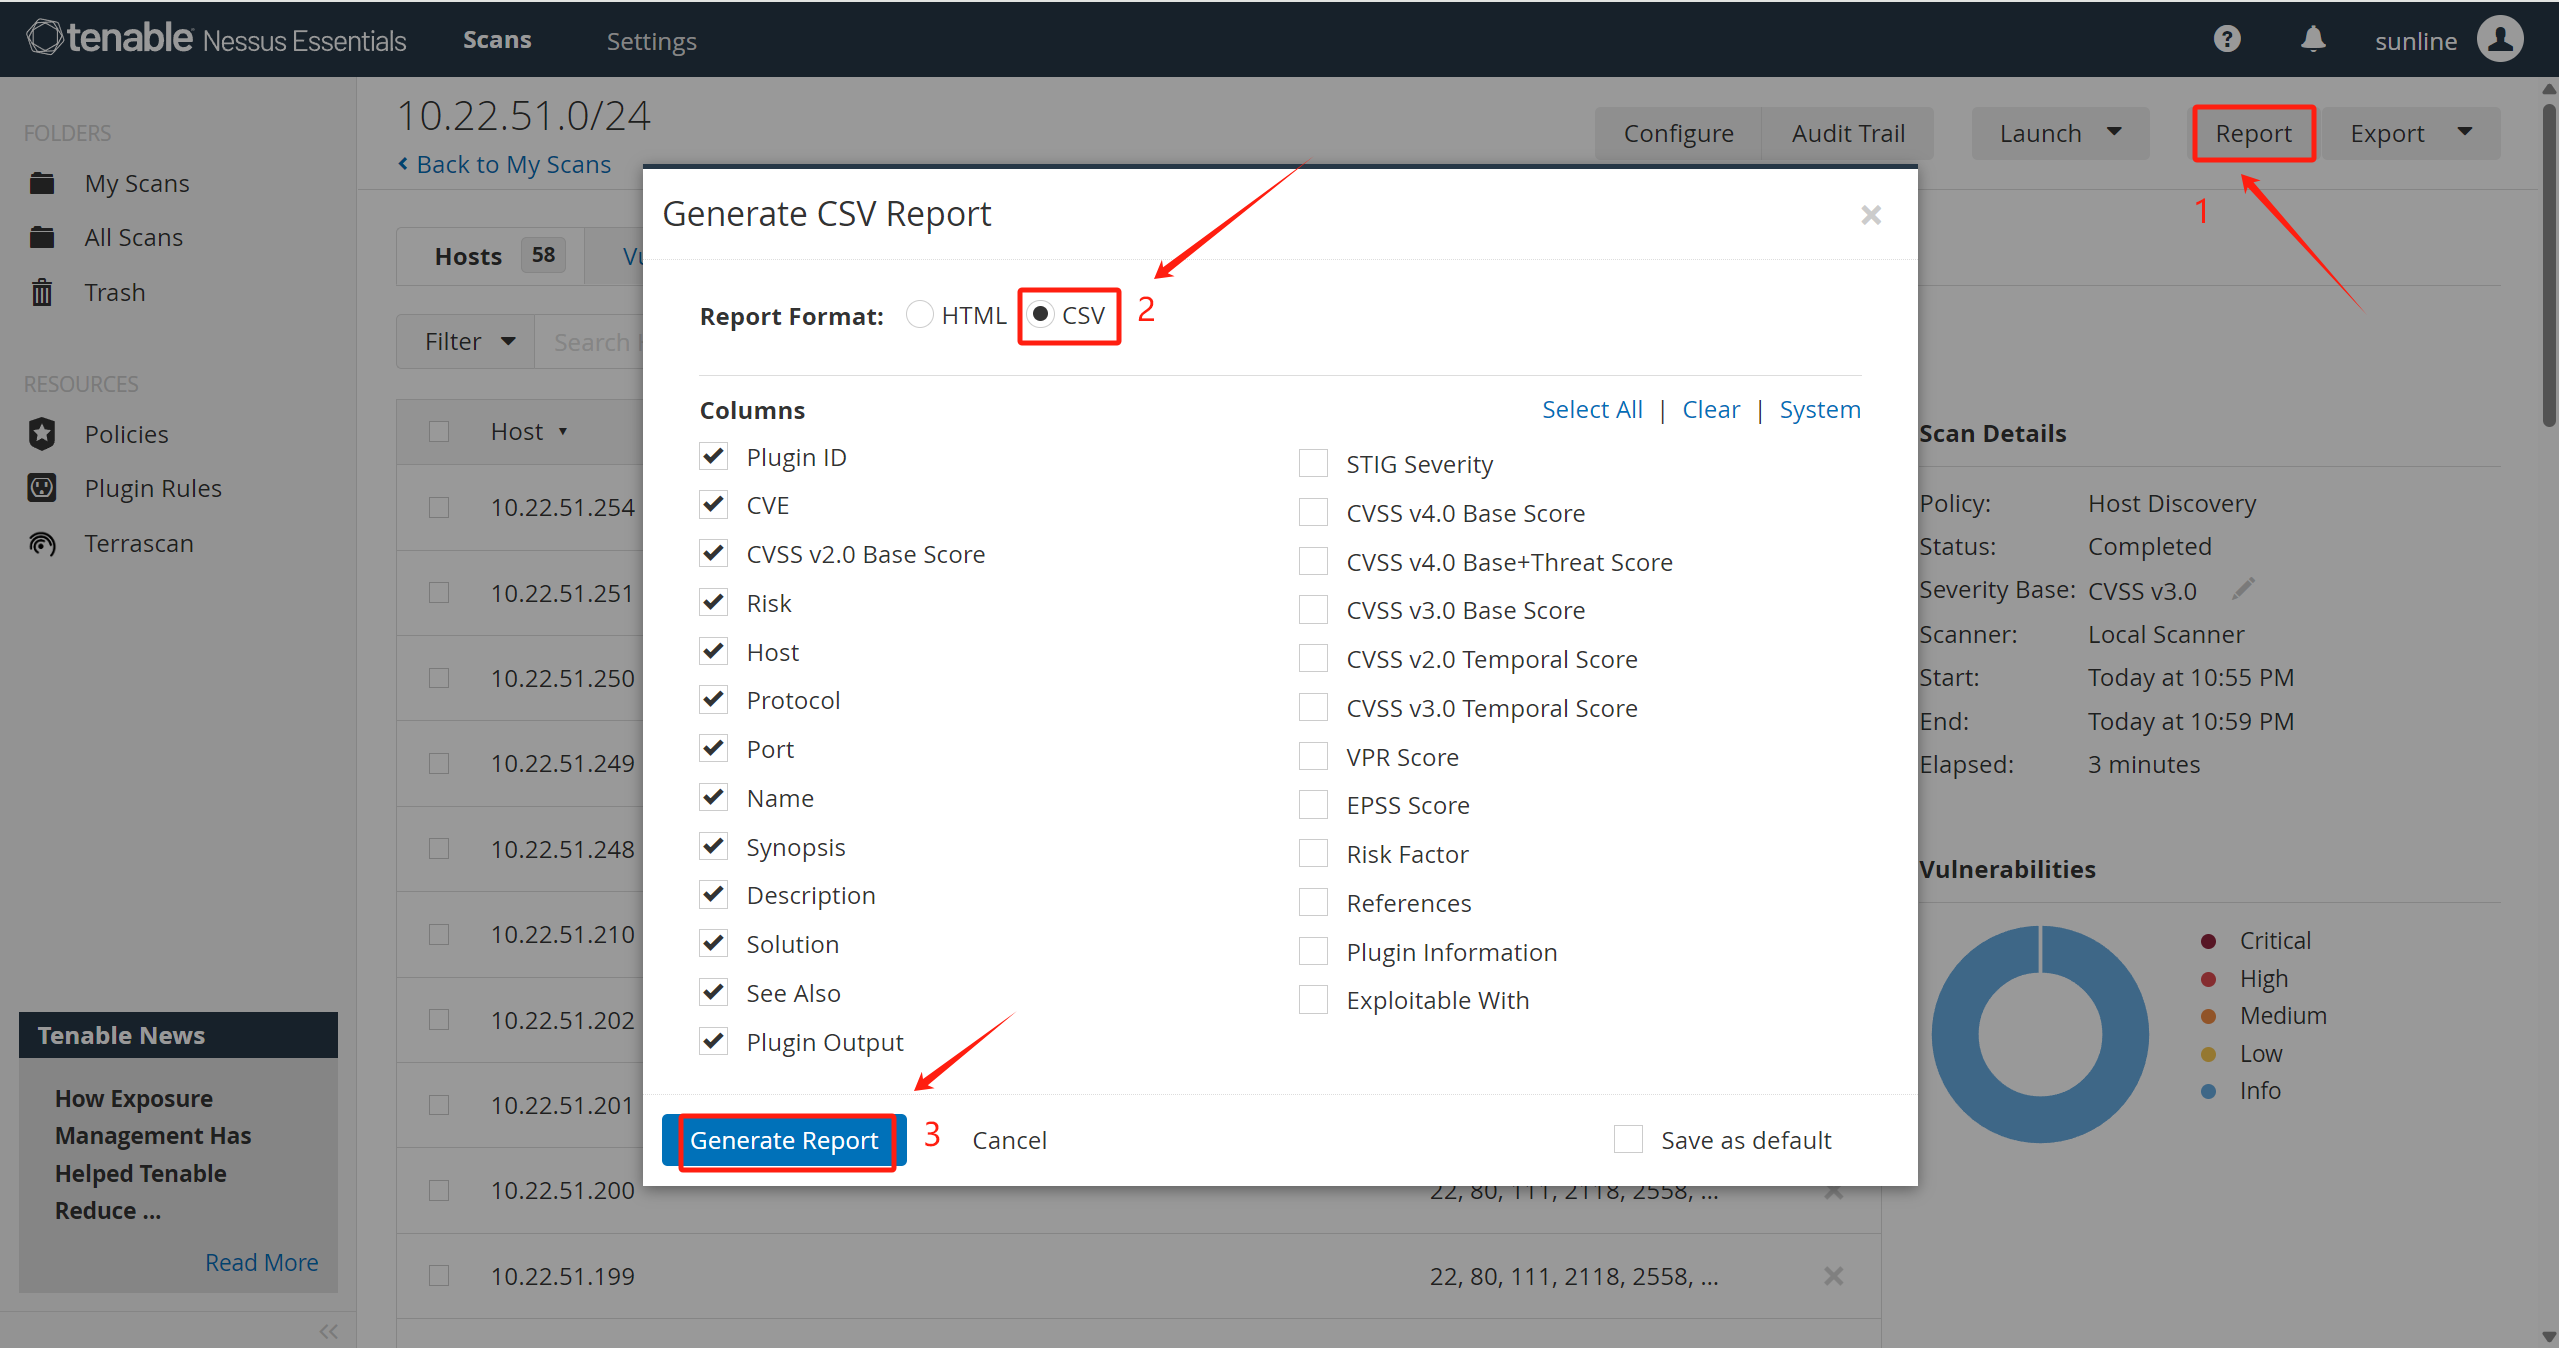 tenable Nessus Essentials Scans Settings sunline
FOLDERS
My Scans
All Scans
Trash
RESOURCES
Policies
Plugin Rules
Terrascan
Tenable News
How Exposure
Management Has
Helped Tenable
Reduce ...
Read More
10.22.51.0/24
Back to My Scans
Configure Audit Trail Launch Report Export
1
Hosts 58
Filter Search
Host
10.22.51.254
10.22.51.251
10.22.51.250
10.22.51.249
10.22.51.248
10.22.51.210
10.22.51.202
10.22.51.201
10.22.51.200 22, 80, 111, 2118, 2558, ...
10.22.51.199 22, 80, 111, 2118, 2558, ...
Generate CSV Report
Report Format: HTML CSV 2
Columns Select All | Clear | System
Plugin ID
CVE
CVSS v2.0 Base Score
Risk
Host
Protocol
Port
Name
Synopsis
Description
Solution
See Also
Plugin Output
STIG Severity
CVSS v4.0 Base Score
CVSS v4.0 Base+Threat Score
CVSS v3.0 Base Score
CVSS v2.0 Temporal Score
CVSS v3.0 Temporal Score
VPR Score
EPSS Score
Risk Factor
References
Plugin Information
Exploitable With
Generate Report 3 Cancel Save as default
Scan Details
Policy: Host Discovery
Status: Completed
Severity Base: CVSS v3.0
Scanner: Local Scanner
Start: Today at 10:55 PM
End: Today at 10:59 PM
Elapsed: 3 minutes
Vulnerabilities
Critical
High
Medium
Low
Info